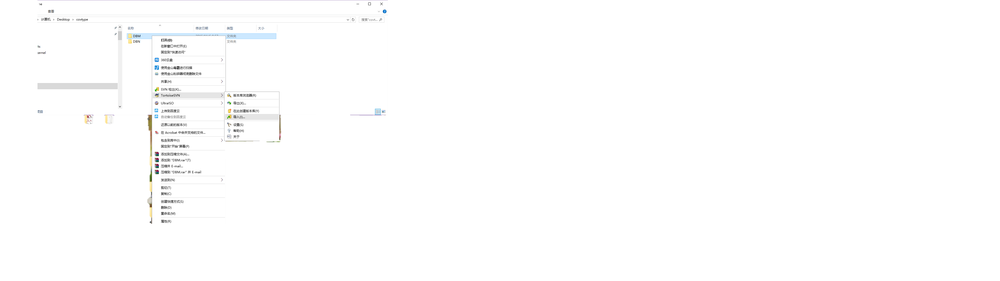 查看
计算机 › Desktop › covtype
搜索"covt...
名称 修改日期 类型 大小
DBM 文件夹
DBN 文件夹
ts
kernel
项目
打开(O)
在新窗口中打开(E)
固定到"快速访问"
360云盘
使用金山毒霸进行扫描
使用金山粉碎器彻底删除文件
共享(H)
SVN 检出(K)...
TortoiseSVN
UltraISO
上传到百度云
自动备份到百度云
还原以前的版本(V)
在 Acrobat 中合并支持的文件...
包含到库中(I)
固定到"开始"屏幕(P)
添加到压缩文件(A)...
添加到 "DBM.rar"(T)
压缩并 E-mail...
压缩到 "DBM.rar" 并 E-mail
发送到(N)
剪切(T)
复制(C)
创建快捷方式(S)
删除(D)
重命名(M)
属性(R)
版本库浏览器(R)
导出(X)...
在此创建版本库(Y)
导入(I)...
设置(S)
帮助(H)
关于